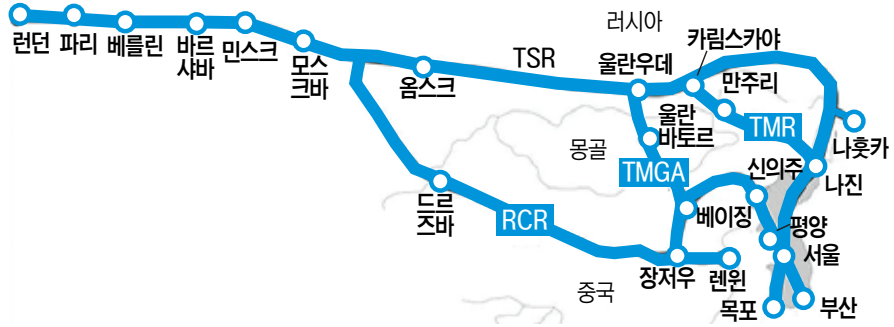 러시아
카림스카야
런던
파리
베를린
바르
샤바
민스크
모스
크바
옴스크
TSR
울란우데
만주리
울란
바토르
TMR
나홋카
몽골
TMGA
신의주
나진
드르
즈바
RCR
베이징
평양
서울
장저우
렌윈
중국
목포
부산